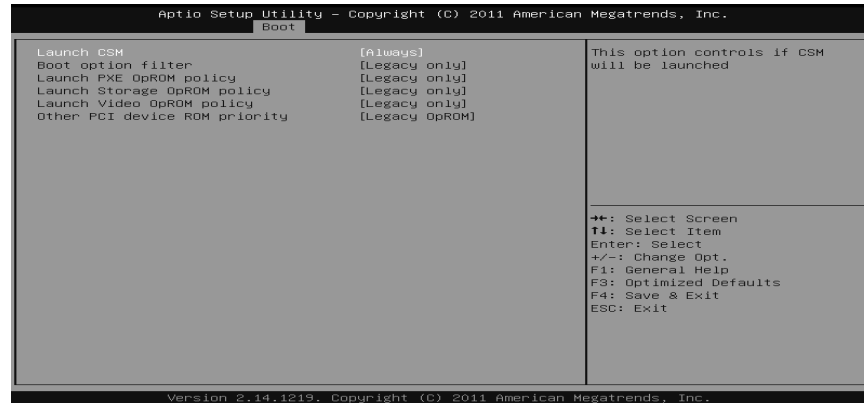 Aptio Setup Utility – Copyright (C) 2011 American Megatrends, Inc.
Boot
Launch CSM [Always]
Boot option filter [Legacy only]
Launch PXE OpROM policy [Legacy only]
Launch Storage OpROM policy [Legacy only]
Launch Video OpROM policy [Legacy only]
Other PCI device ROM priority [Legacy OpROM]
This option controls if CSM
will be launched
→←: Select Screen
↑↓: Select Item
Enter: Select
+/-: Change Opt.
F1: General Help
F3: Optimized Defaults
F4: Save & Exit
ESC: Exit
Version 2.14.1219. Copyright (C) 2011 American Megatrends, Inc.